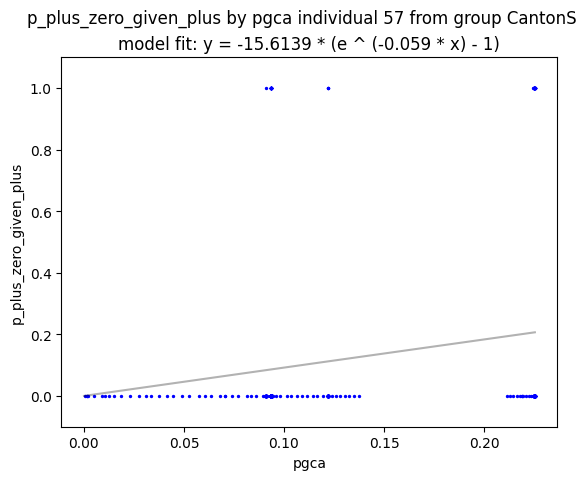 p_plus_zero_given_plus by pgca individual 57 from group CantonS
model fit: y = -15.6139 * (e ^ (-0.059 * x) - 1)
1.0
0.8
0.6
0.4
0.2
0.0
p_plus_zero_given_plus
0.00
0.05
0.10
0.15
0.20
pgca